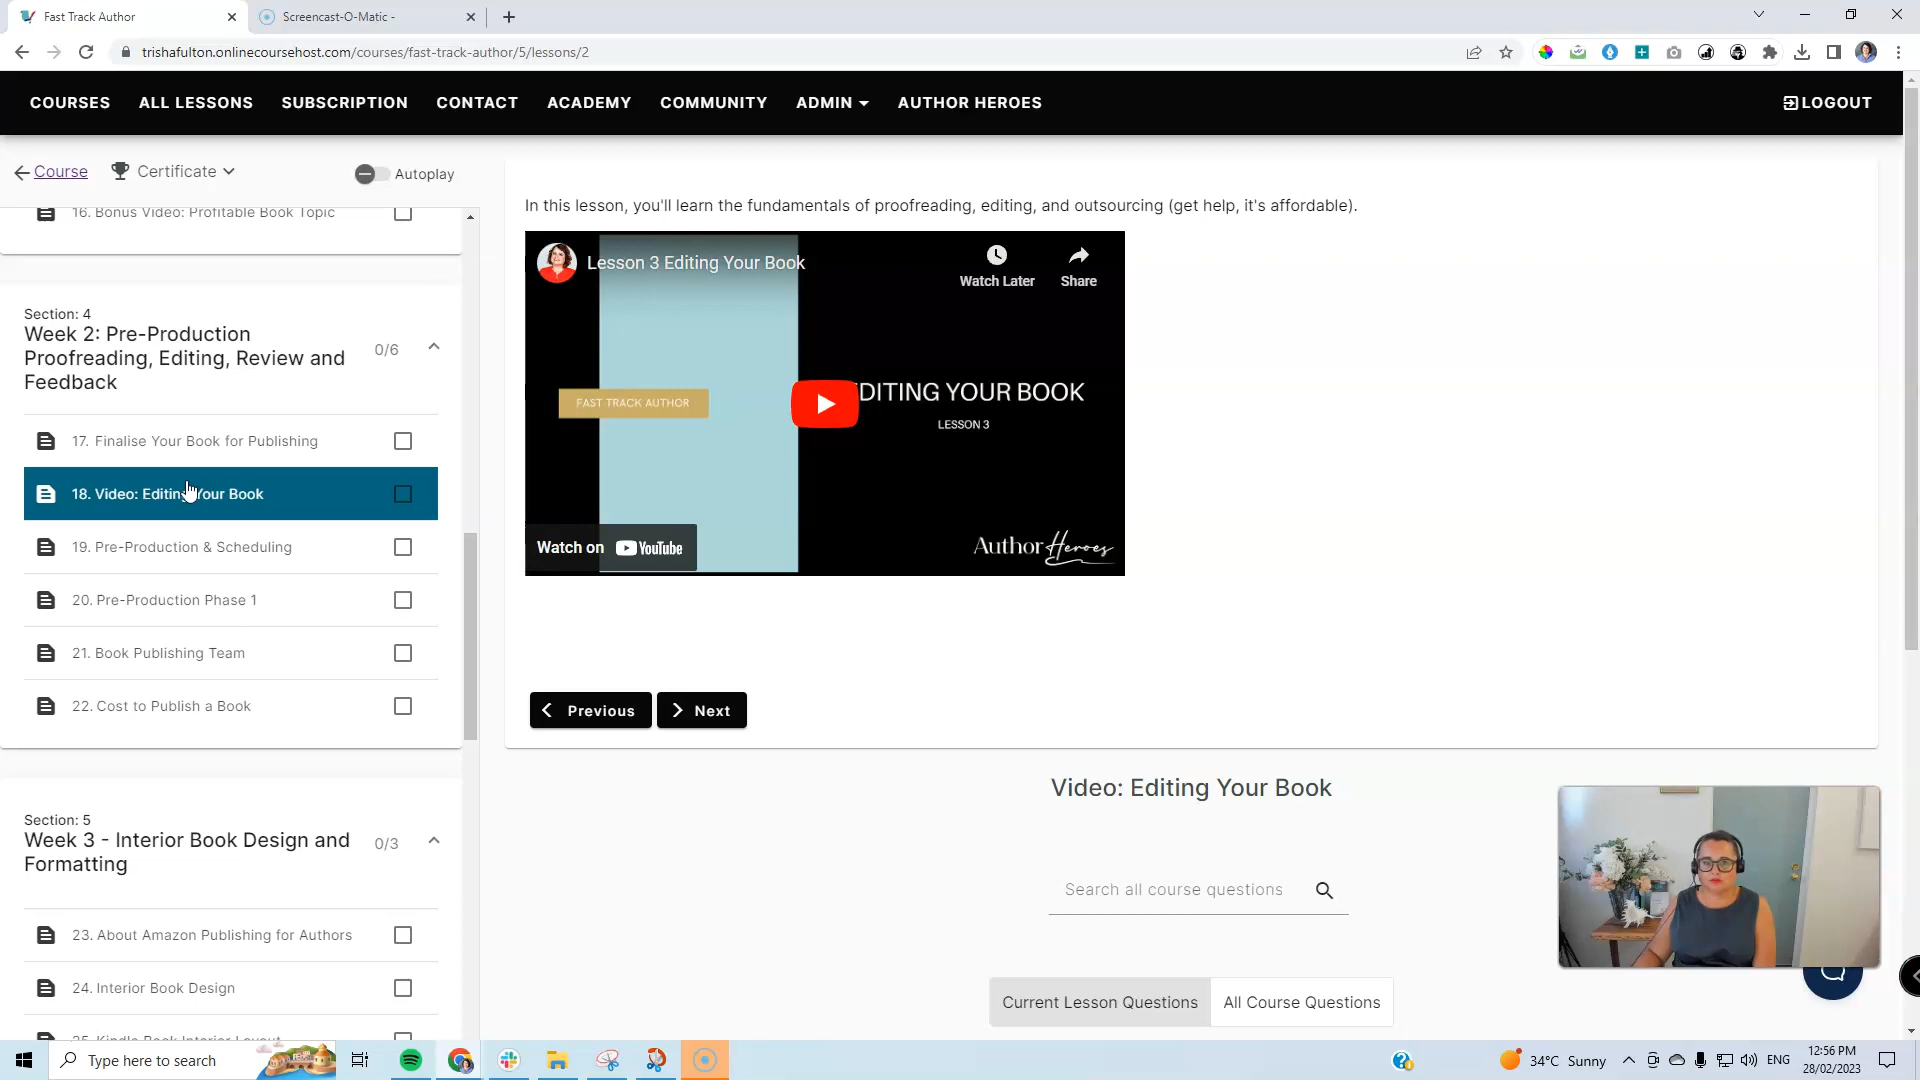 Fast Track Author
Screencast-O-Matic -
trishafulton.onlinecoursehost.com/courses/fast-track-author/5/lessons/2
COURSES
ALL LESSONS
SUBSCRIPTION
CONTACT
ACADEMY
COMMUNITY
ADMIN
AUTHOR HEROES
LOGOUT
Course
Certificate
Autoplay
16. Bonus Video: Profitable Book Topic
Section: 4
Week 2: Pre-Production
Proofreading, Editing, Review and
Feedback
0/6
17. Finalise Your Book for Publishing
18. Video: Editing Your Book
19. Pre-Production & Scheduling
20. Pre-Production Phase 1
21. Book Publishing Team
22. Cost to Publish a Book
Section: 5
Week 3 - Interior Book Design and
Formatting
0/3
23. About Amazon Publishing for Authors
24. Interior Book Design
25. Kindle Book Interior Layout
In this lesson, you'll learn the fundamentals of proofreading, editing, and outsourcing (get help, it's affordable).
Lesson 3 Editing Your Book
Watch Later
Share
FAST TRACK AUTHOR
EDITING YOUR BOOK
LESSON 3
Watch on YouTube
Author Heroes
Previous
Next
Video: Editing Your Book
Search all course questions
Current Lesson Questions
All Course Questions
Type here to search
34°C Sunny
ENG
12:56 PM
28/02/2023